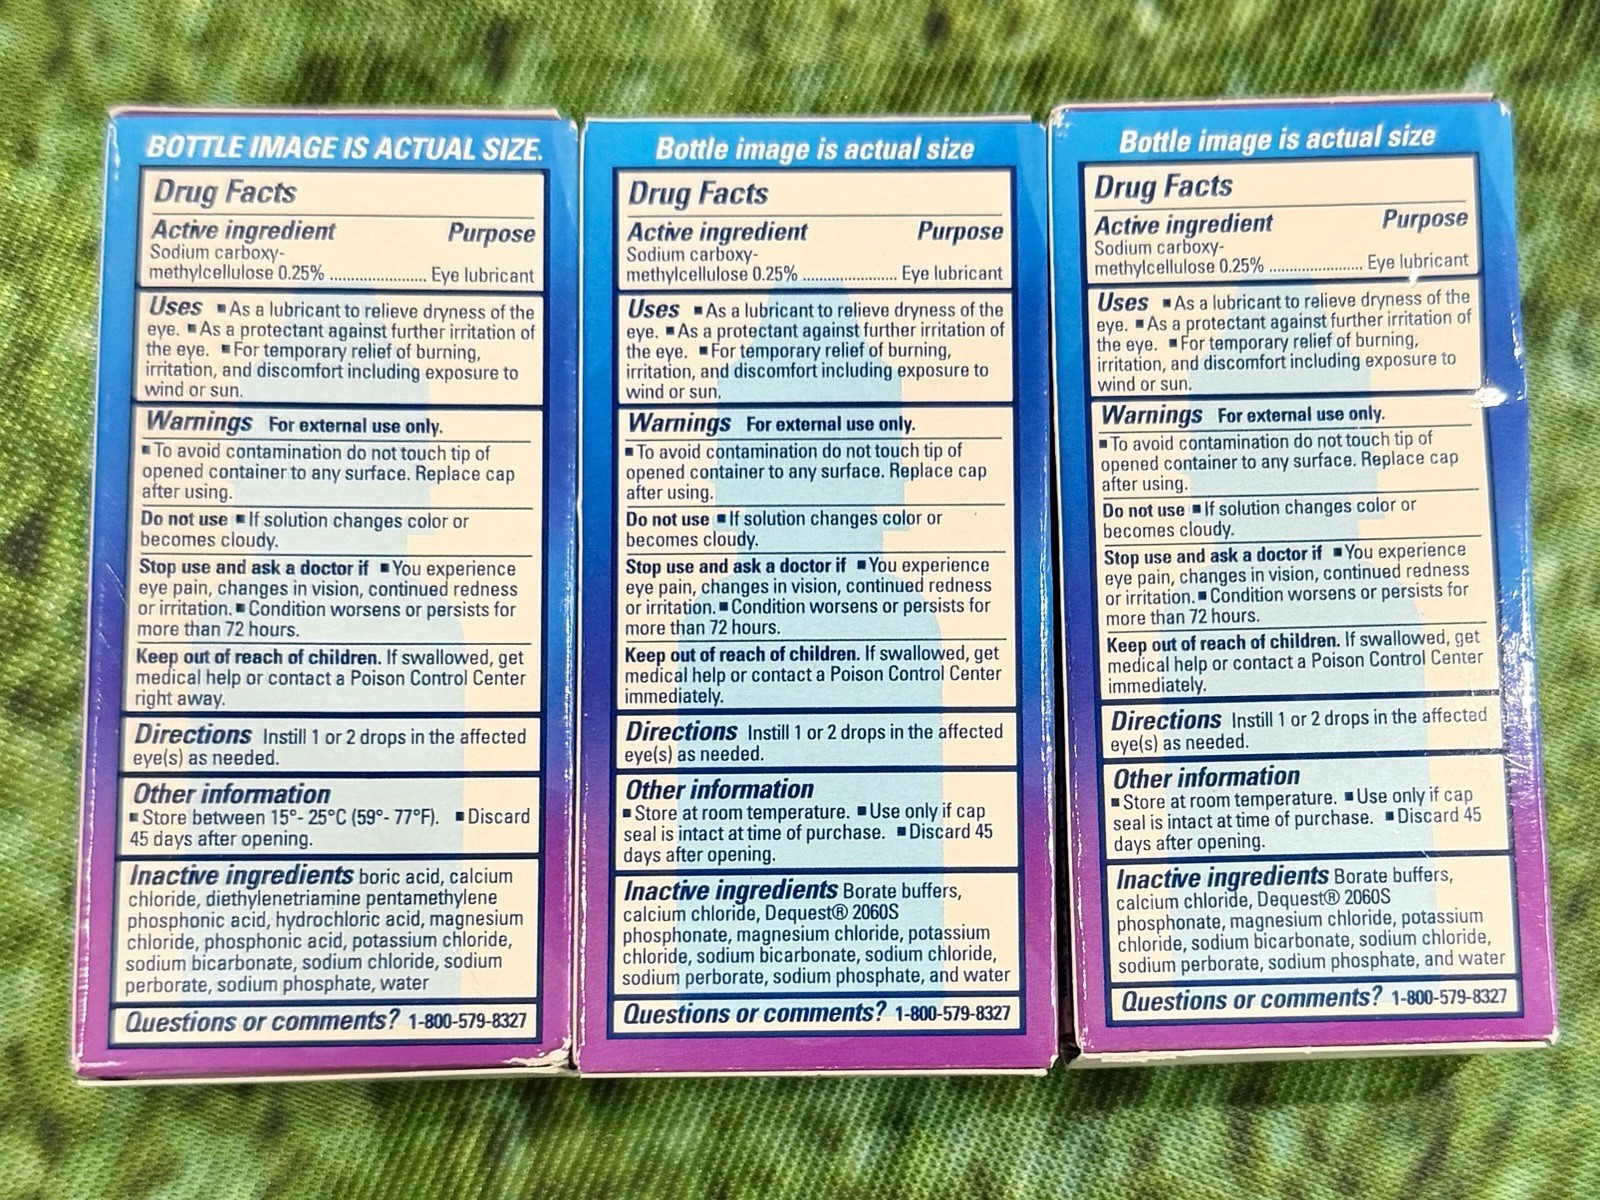 BOTTLE IMAGE IS ACTUAL SIZE.
Drug Facts
Active ingredient Purpose
Sodium carboxy-
methylcellulose 0.25% ...................... Eye lubricant
Uses ▪ As a lubricant to relieve dryness of the
eye. ▪ As a protectant against further irritation of
the eye. ▪ For temporary relief of burning,
irritation, and discomfort including exposure to
wind or sun.
Warnings For external use only.
▪ To avoid contamination do not touch tip of
opened container to any surface. Replace cap
after using.
Do not use ▪ If solution changes color or
becomes cloudy.
Stop use and ask a doctor if ▪ You experience
eye pain, changes in vision, continued redness
or irritation. ▪ Condition worsens or persists for
more than 72 hours.
Keep out of reach of children. If swallowed, get
medical help or contact a Poison Control Center
right away.
Directions Instill 1 or 2 drops in the affected
eye(s) as needed.
Other information
▪ Store between 15°- 25°C (59°- 77°F). ▪ Discard
45 days after opening.
Inactive ingredients boric acid, calcium
chloride, diethylenetriamine pentamethylene
phosphonic acid, hydrochloric acid, magnesium
chloride, phosphonic acid, potassium chloride,
sodium bicarbonate, sodium chloride, sodium
perborate, sodium phosphate, water
Questions or comments? 1-800-579-8327
Bottle image is actual size
Drug Facts
Active ingredient Purpose
Sodium carboxy-
methylcellulose 0.25% ...................... Eye lubricant
Uses ▪ As a lubricant to relieve dryness of the
eye. ▪ As a protectant against further irritation of
the eye. ▪ For temporary relief of burning,
irritation, and discomfort including exposure to
wind or sun.
Warnings For external use only.
▪ To avoid contamination do not touch tip of
opened container to any surface. Replace cap
after using.
Do not use ▪ If solution changes color or
becomes cloudy.
Stop use and ask a doctor if ▪ You experience
eye pain, changes in vision, continued redness
or irritation. ▪ Condition worsens or persists for
more than 72 hours.
Keep out of reach of children. If swallowed, get
medical help or contact a Poison Control Center
immediately.
Directions Instill 1 or 2 drops in the affected
eye(s) as needed.
Other information
▪ Store at room temperature. ▪ Use only if cap
seal is intact at time of purchase. ▪ Discard 45
days after opening.
Inactive ingredients Borate buffers,
calcium chloride, Dequest® 2060S
phosphonate, magnesium chloride, potassium
chloride, sodium bicarbonate, sodium chloride,
sodium perborate, sodium phosphate, and water
Questions or comments? 1-800-579-8327
Bottle image is actual size
Drug Facts
Active ingredient Purpose
Sodium carboxy-
methylcellulose 0.25% ...................... Eye lubricant
Uses ▪ As a lubricant to relieve dryness of the
eye. ▪ As a protectant against further irritation of
the eye. ▪ For temporary relief of burning,
irritation, and discomfort including exposure to
wind or sun.
Warnings For external use only.
▪ To avoid contamination do not touch tip of
opened container to any surface. Replace cap
after using.
Do not use ▪ If solution changes color or
becomes cloudy.
Stop use and ask a doctor if ▪ You experience
eye pain, changes in vision, continued redness
or irritation. ▪ Condition worsens or persists for
more than 72 hours.
Keep out of reach of children. If swallowed, get
medical help or contact a Poison Control Center
immediately.
Directions Instill 1 or 2 drops in the affected
eye(s) as needed.
Other information
▪ Store at room temperature. ▪ Use only if cap
seal is intact at time of purchase. ▪ Discard 45
days after opening.
Inactive ingredients Borate buffers,
calcium chloride, Dequest® 2060S
phosphonate, magnesium chloride, potassium
chloride, sodium bicarbonate, sodium chloride,
sodium perborate, sodium phosphate, and water
Questions or comments? 1-800-579-8327